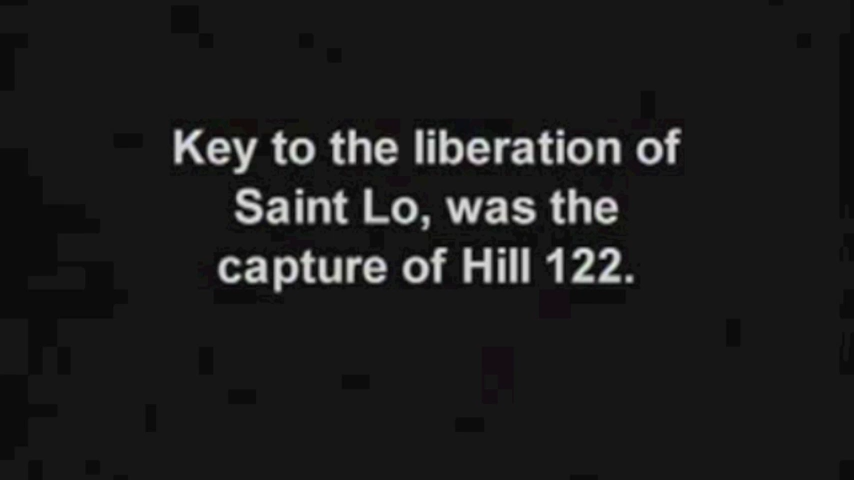 Key to the liberation of
Saint Lo, was the
capture of Hill 122.